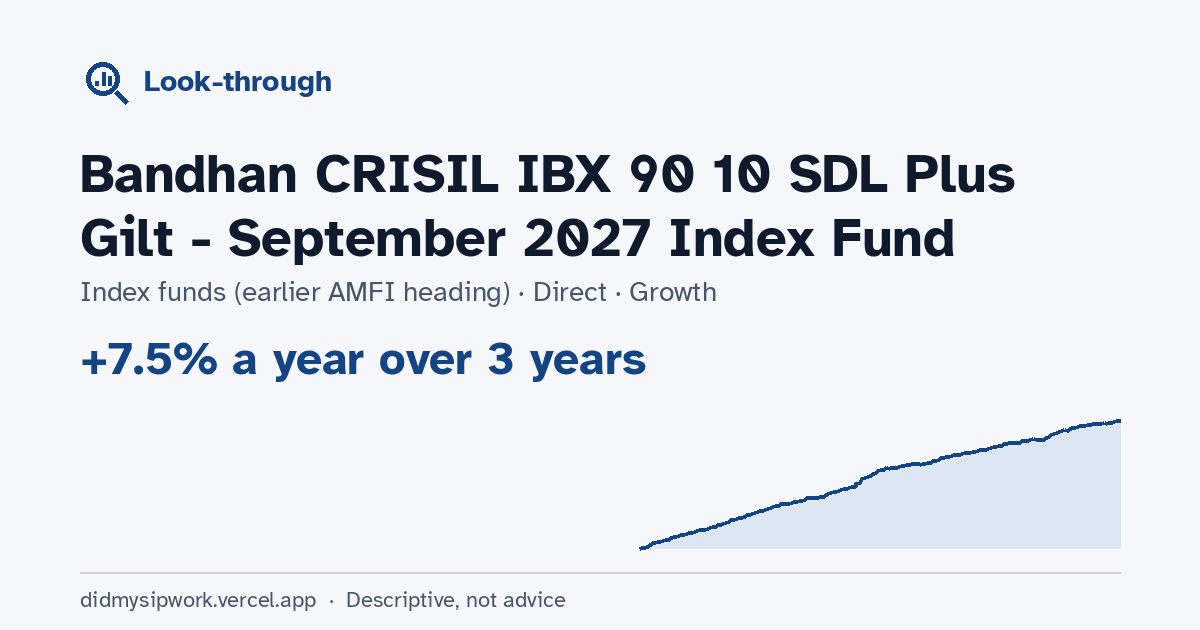 Look-through
Bandhan CRISIL IBX 90 10 SDL Plus
Gilt - September 2027 Index Fund
Index funds (earlier AMFI heading) · Direct · Growth
+7.5% a year over 3 years
didmysipwork.vercel.app · Descriptive, not advice